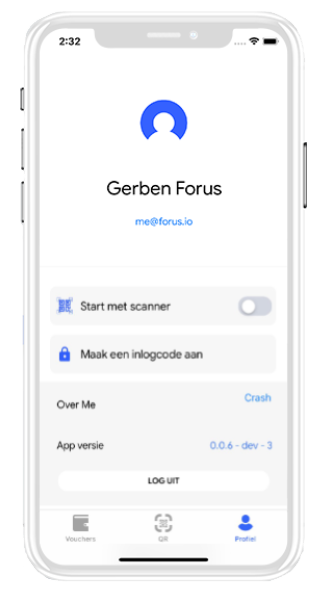 2:32
Gerben Forus
me@forus.io
Start met scanner
Maak een inlogcode aan
Over Me
Crash
App versie
0.0.6 - dev - 3
LOG UIT
Vouchers
QR
Profiel